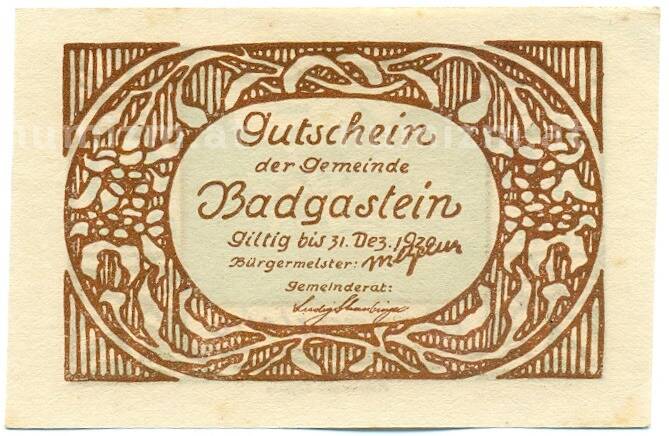 Gutschein
der Gemeinde
Badgastein
Giltig bis 31. Dez. 1920
Bürgermeister:
Gemeinderat: